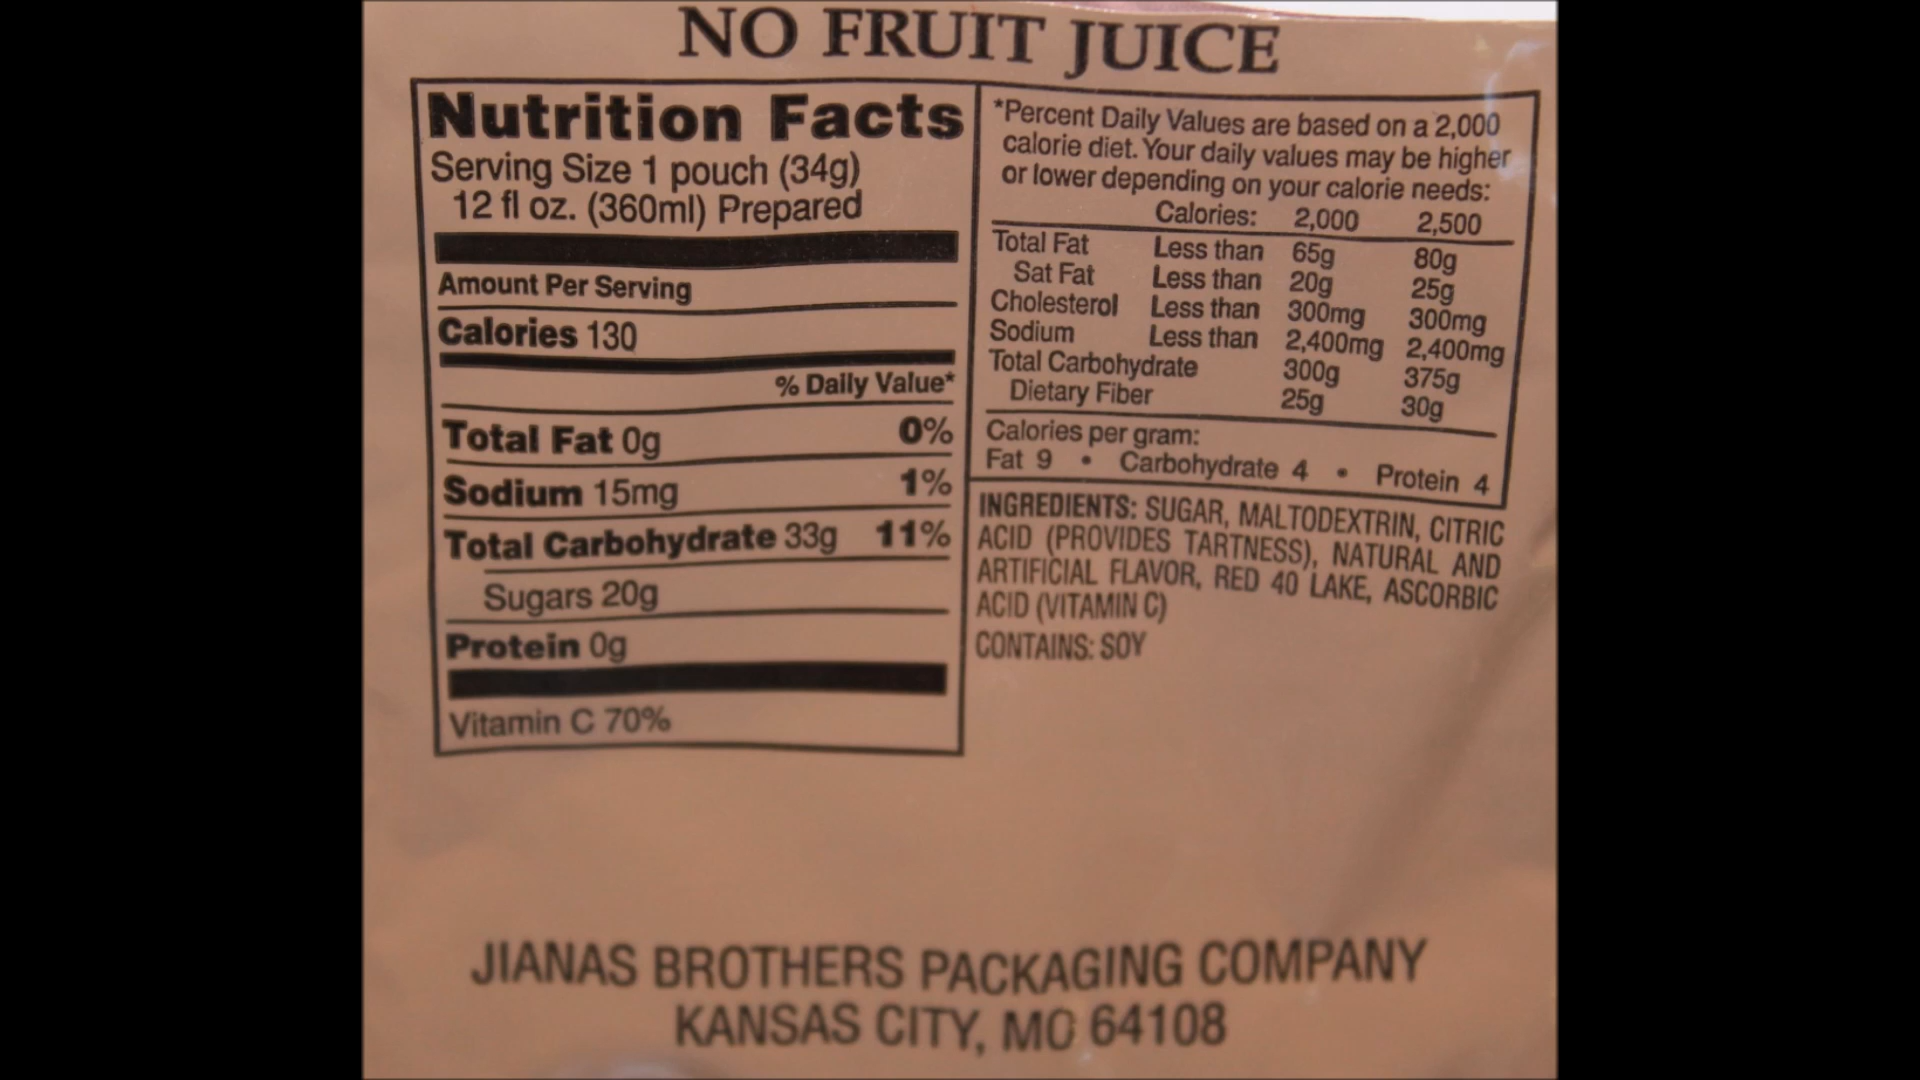 NO FRUIT JUICE
Nutrition Facts
Serving Size 1 pouch (34g)
12 fl oz. (360ml) Prepared
Amount Per Serving
Calories 130
% Daily Value*
Total Fat 0g 0%
Sodium 15mg 1%
Total Carbohydrate 33g 11%
Sugars 20g
Protein 0g
Vitamin C 70%
*Percent Daily Values are based on a 2,000
calorie diet. Your daily values may be higher
or lower depending on your calorie needs:
Calories: 2,000 2,500
Total Fat Less than 65g 80g
Sat Fat Less than 20g 25g
Cholesterol Less than 300mg 300mg
Sodium Less than 2,400mg 2,400mg
Total Carbohydrate 300g 375g
Dietary Fiber 25g 30g
Calories per gram:
Fat 9 • Carbohydrate 4 • Protein 4
INGREDIENTS: SUGAR, MALTODEXTRIN, CITRIC
ACID (PROVIDES TARTNESS), NATURAL AND
ARTIFICIAL FLAVOR, RED 40 LAKE, ASCORBIC
ACID (VITAMIN C)
CONTAINS: SOY
JIANAS BROTHERS PACKAGING COMPANY
KANSAS CITY, MO 64108